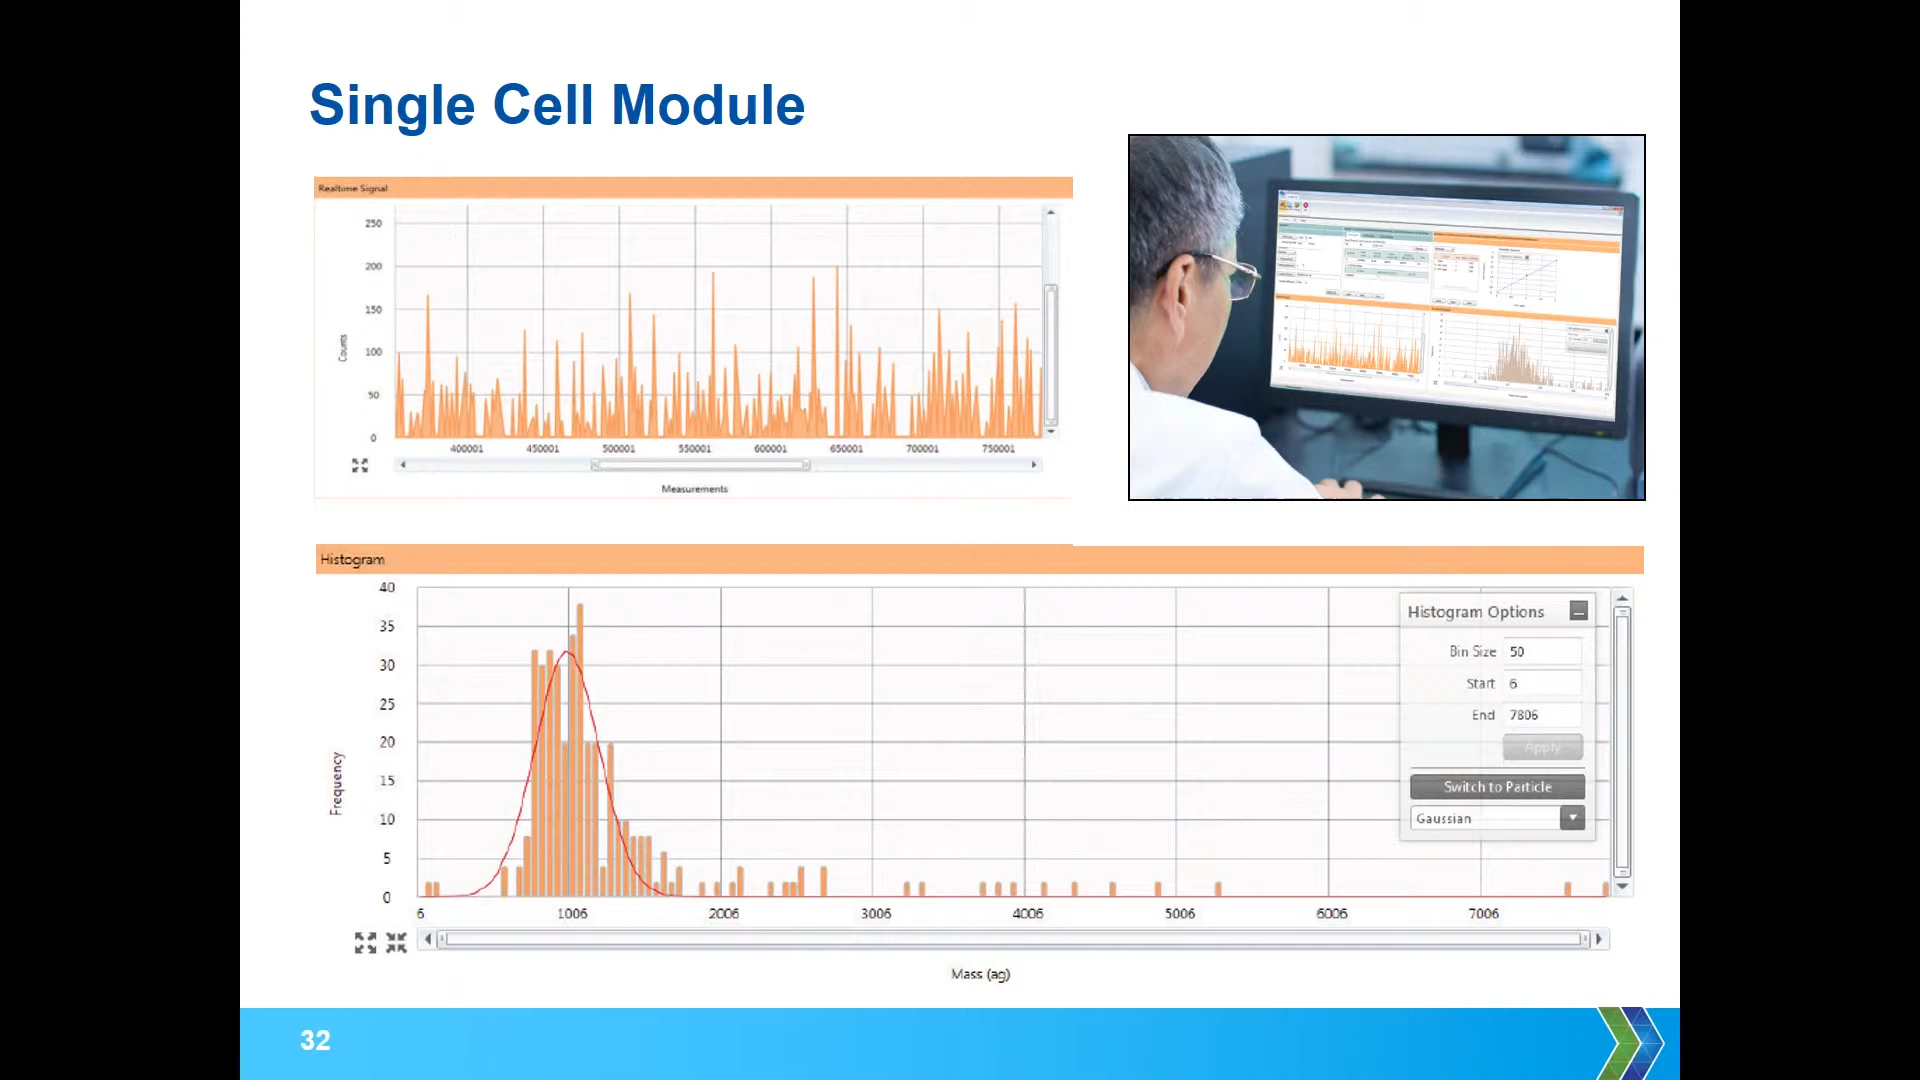 Single Cell Module
Realtime Signal
250
200
150
100
50
0
Counts
400001 450001 500001 550001 600001 650001 700001 750001
Measurements
Histogram
40
35
30
25
20
15
10
5
0
Frequency
6 1006 2006 3006 4006 5006 6006 7006
Mass (ag)
Histogram Options
Bin Size 50
Start 6
End 7806
Apply
Switch to Particle
Gaussian
32